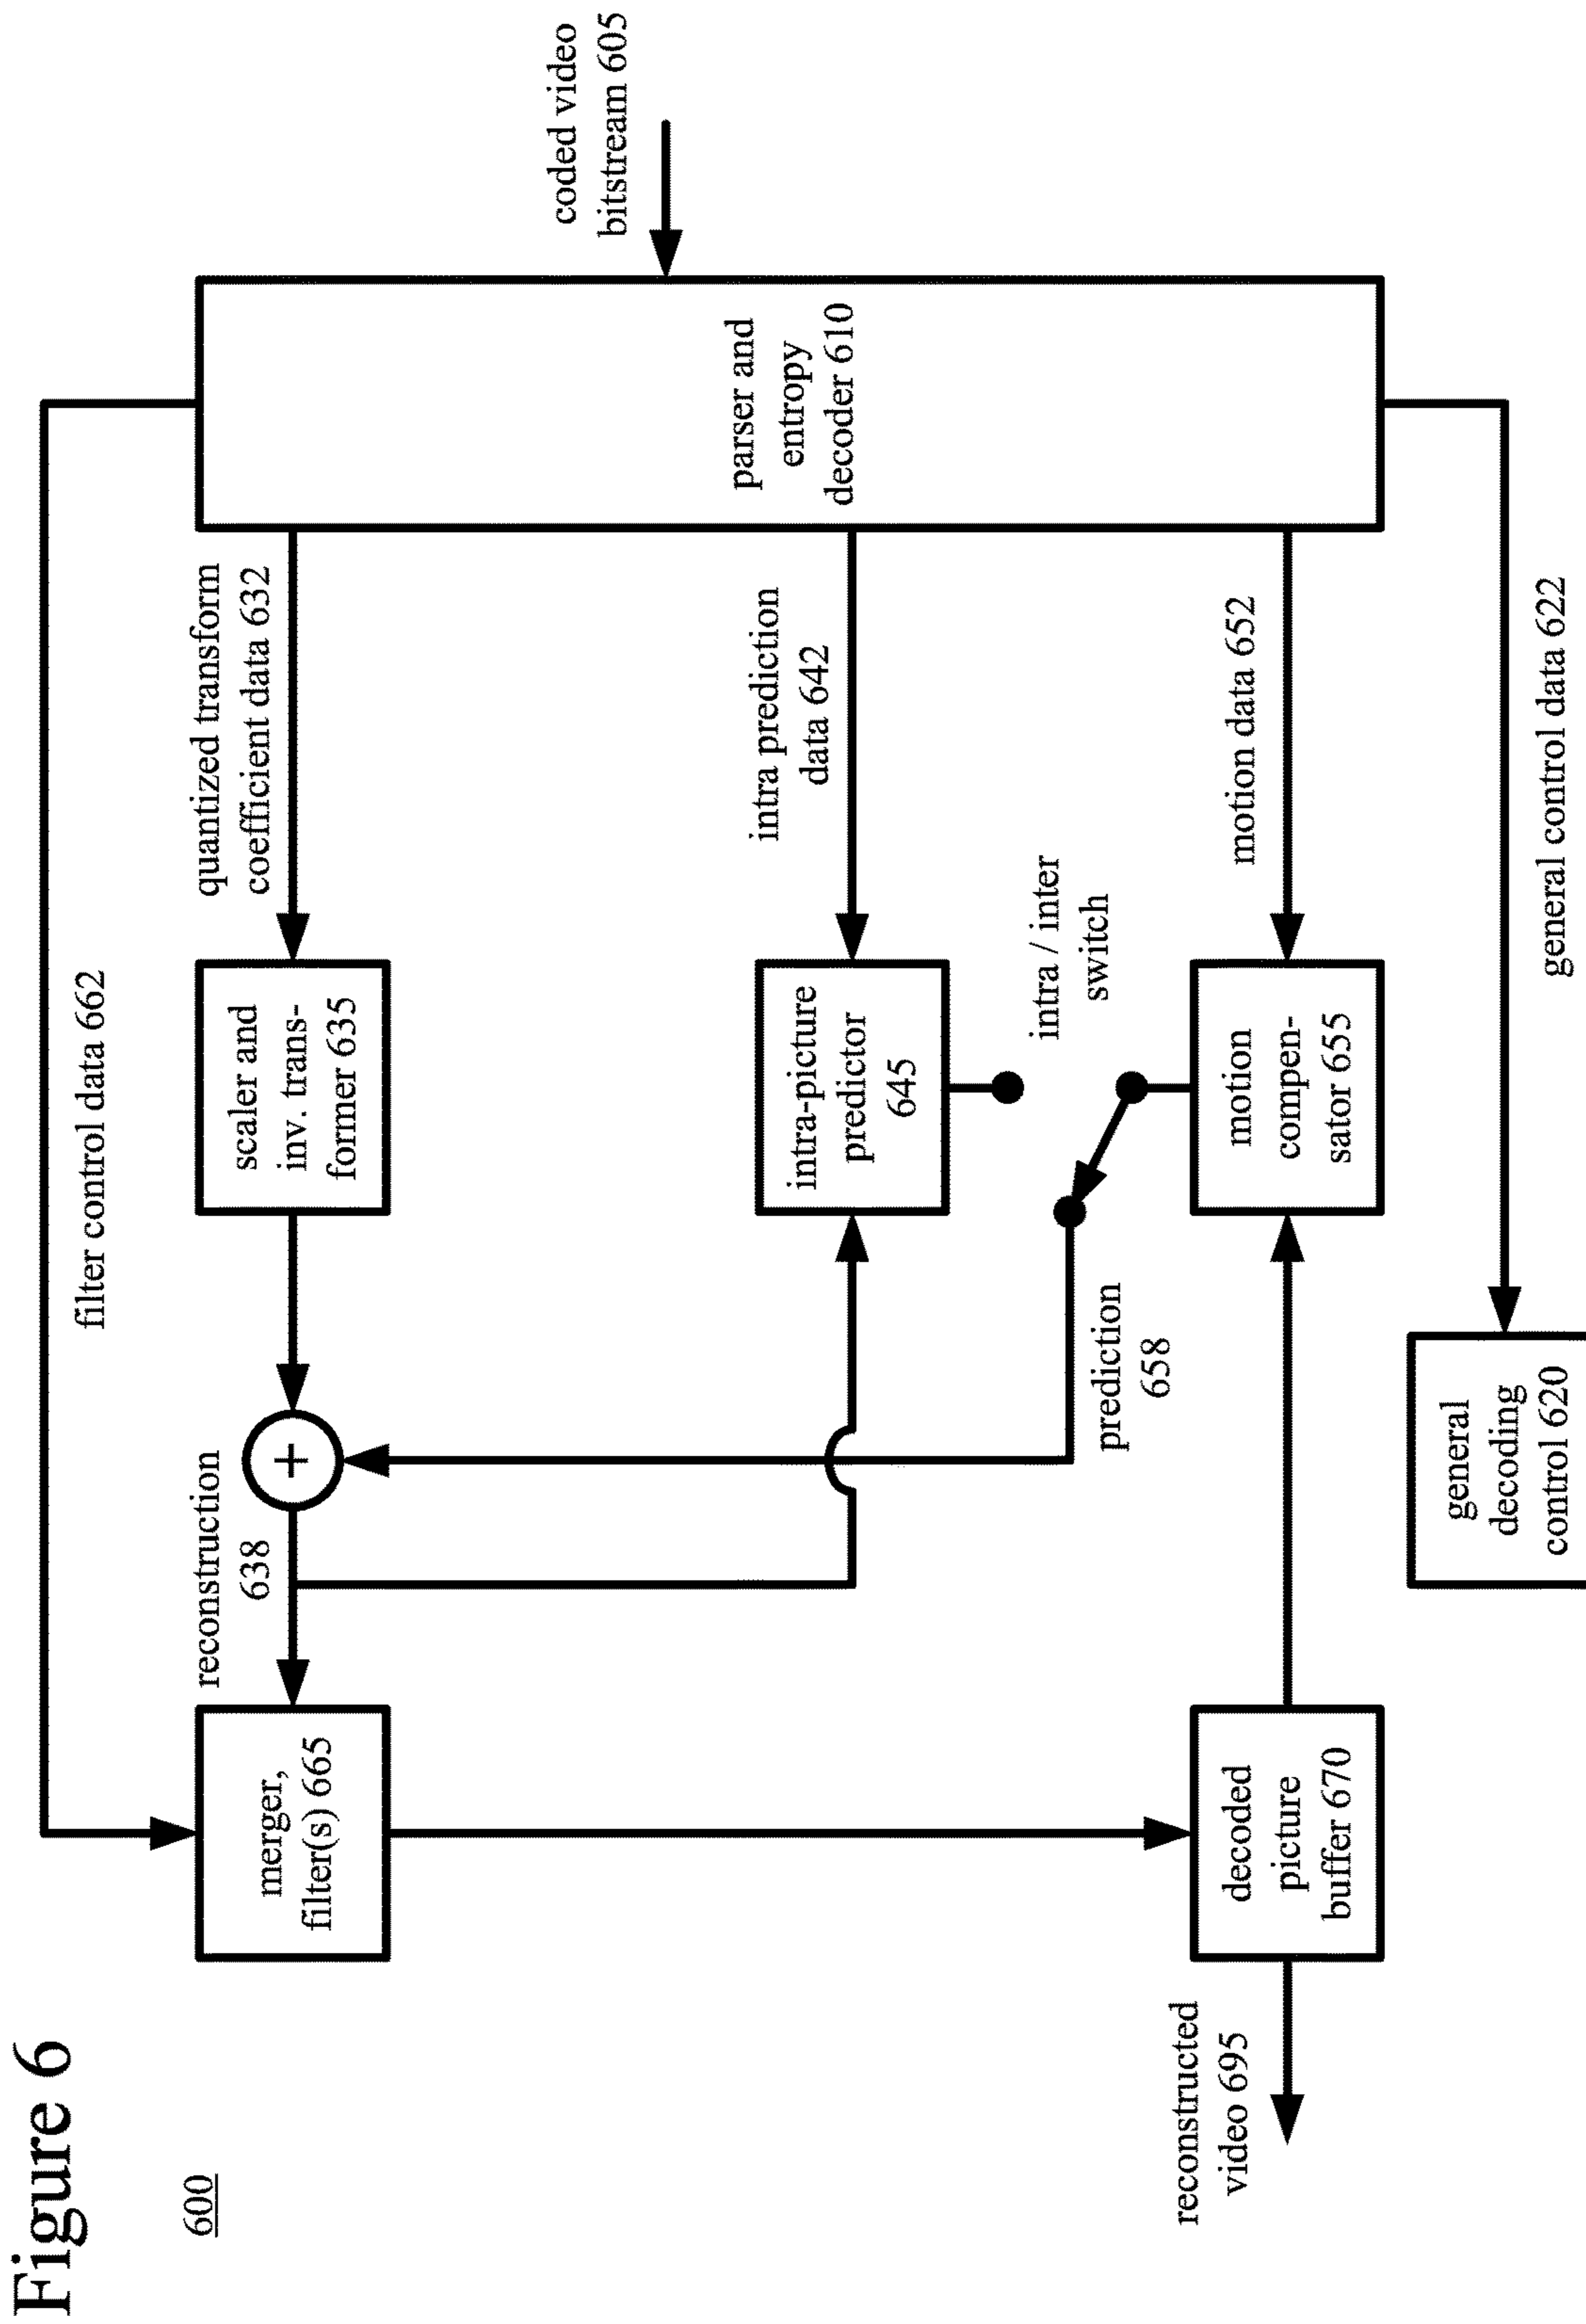 Figure 6
600
filter control data 662
coded video
bitstream 605
parser and
entropy
decoder 610
quantized transform
coefficient data 632
scaler and
inv. trans-
former 635
+
reconstruction
638
merger,
filter(s) 665
intra prediction
data 642
intra-picture
predictor
645
intra / inter
switch
prediction
658
motion data 652
motion
compen-
sator 655
decoded
picture
buffer 670
reconstructed
video 695
general control data 622
general
decoding
control 620